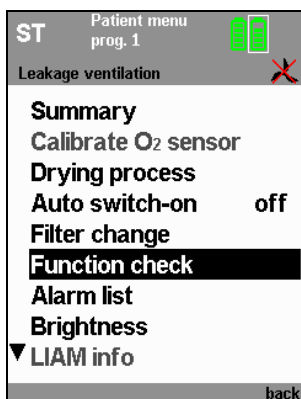 ST Patient menu
prog. 1
Leakage ventilation
Summary
Calibrate O₂ sensor
Drying process
Auto switch-on off
Filter change
Function check
Alarm list
Brightness
LIAM info
back